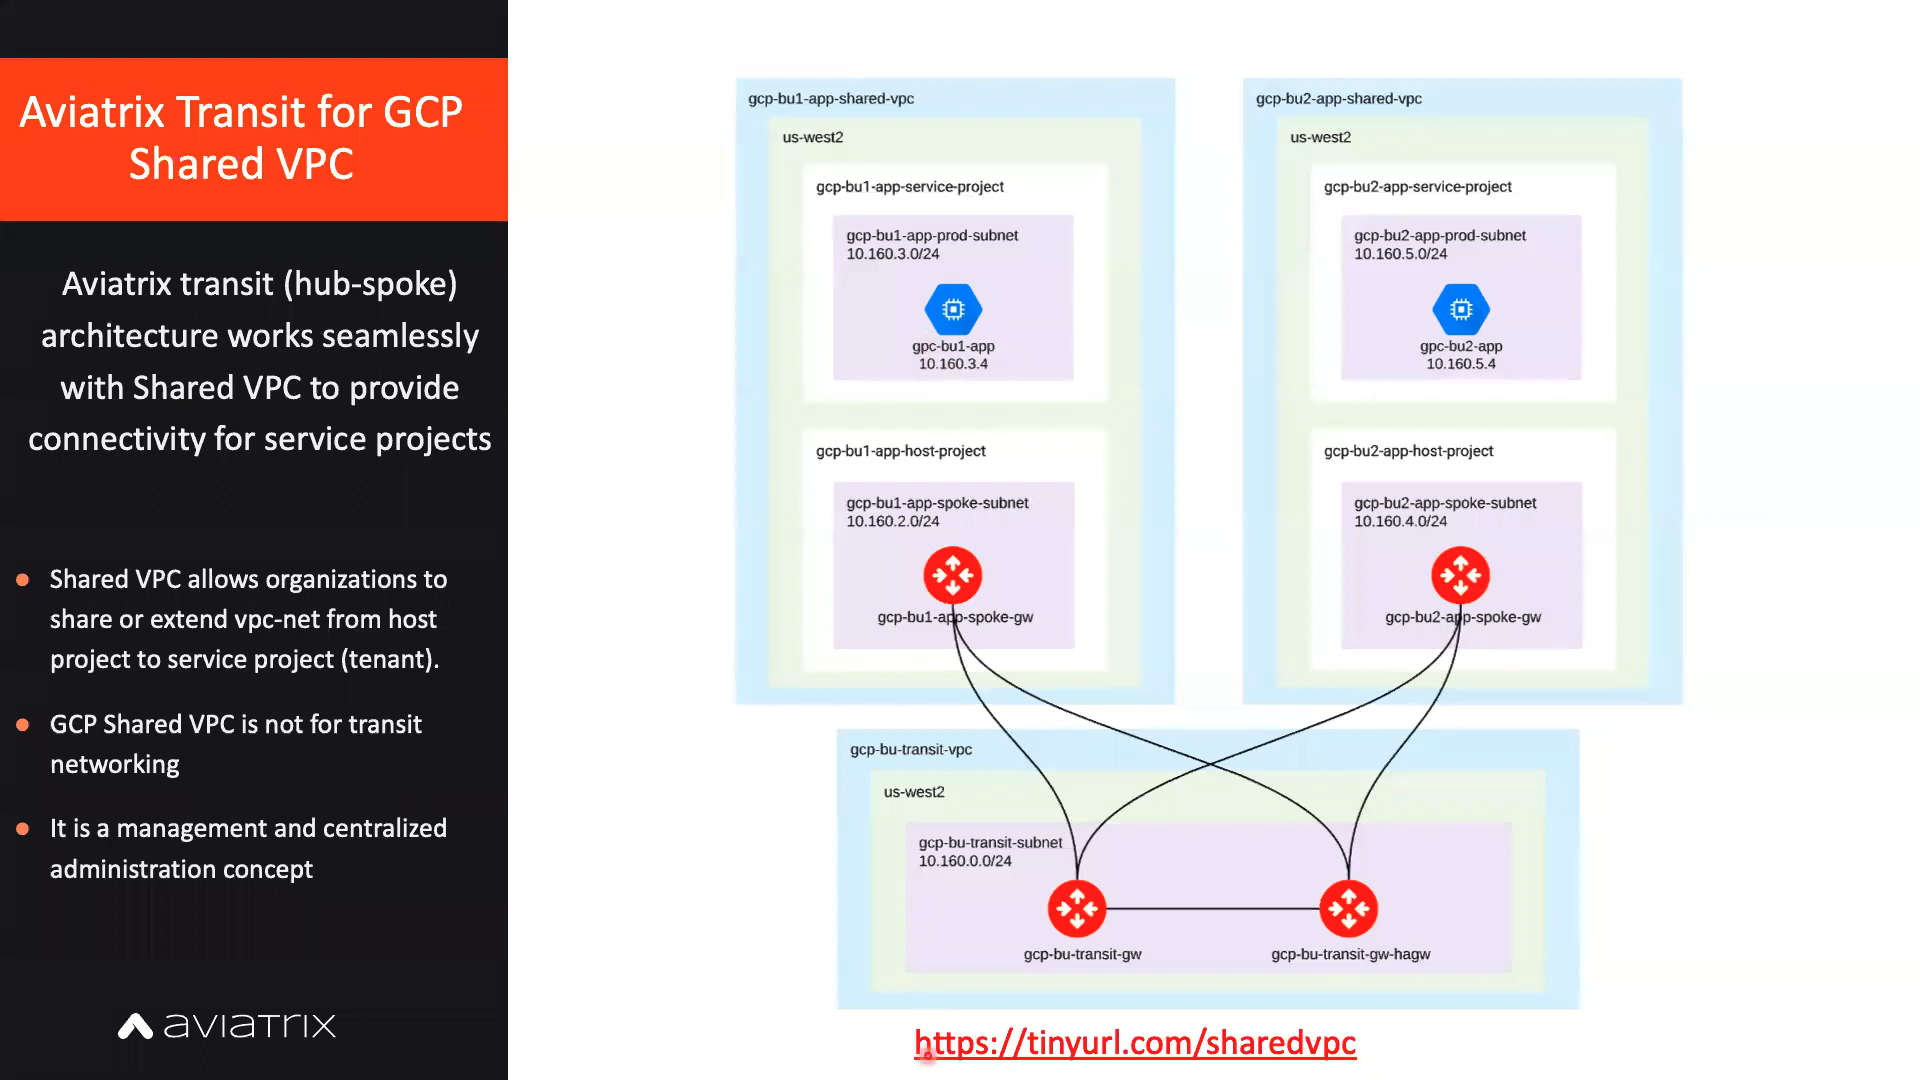 Aviatrix Transit for GCP
Shared VPC
Aviatrix transit (hub-spoke)
architecture works seamlessly
with Shared VPC to provide
connectivity for service projects
Shared VPC allows organizations to
share or extend vpc-net from host
project to service project (tenant).
GCP Shared VPC is not for transit
networking
It is a management and centralized
administration concept
AVIATRIX
gcp-bu1-app-shared-vpc
us-west2
gcp-bu1-app-service-project
gcp-bu1-app-prod-subnet
10.160.3.0/24
gpc-bu1-app
10.160.3.4
gcp-bu1-app-host-project
gcp-bu1-app-spoke-subnet
10.160.2.0/24
gcp-bu1-app-spoke-gw
gcp-bu2-app-shared-vpc
us-west2
gcp-bu2-app-service-project
gcp-bu2-app-prod-subnet
10.160.5.0/24
gpc-bu2-app
10.160.5.4
gcp-bu2-app-host-project
gcp-bu2-app-spoke-subnet
10.160.4.0/24
gcp-bu2-app-spoke-gw
gcp-bu-transit-vpc
us-west2
gcp-bu-transit-subnet
10.160.0.0/24
gcp-bu-transit-gw
gcp-bu-transit-gw-hagw
https://tinyurl.com/sharedvpc